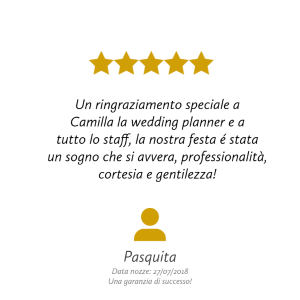 Un ringraziamento speciale a
Camilla la wedding planner e a
tutto lo staff, la nostra festa é stata
un sogno che si avvera, professionalità,
cortesia e gentilezza!
Pasquita
Data nozze: 27/07/2018
Una garanzia di successo!